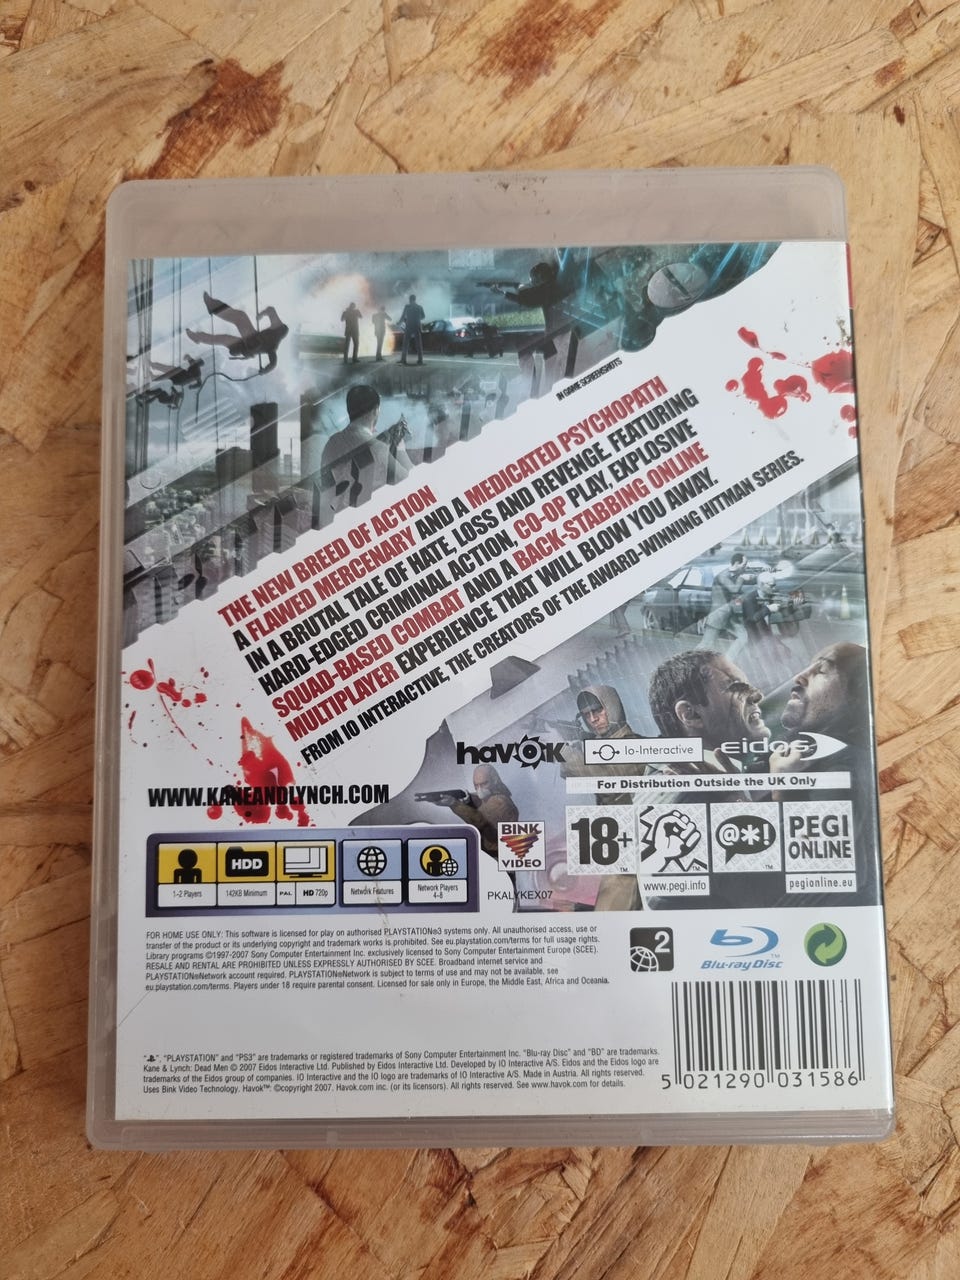 IN GAME SCREENSHOTS
THE NEW BREED OF ACTION
A FLAWED MERCENARY AND A MEDICATED PSYCHOPATH
IN A BRUTAL TALE OF HATE, LOSS AND REVENGE. FEATURING
HARD-EDGED CRIMINAL ACTION, CO-OP PLAY, EXPLOSIVE
SQUAD-BASED COMBAT AND A BACK-STABBING ONLINE
MULTIPLAYER EXPERIENCE THAT WILL BLOW YOU AWAY.
FROM IO INTERACTIVE, THE CREATORS OF THE AWARD-WINNING HITMAN SERIES.
havok
Io-Interactive
eidos
For Distribution Outside the UK Only
WWW.KANEANDLYNCH.COM
HDD
1-2 Players
142KB Minimum
PAL
HD 720p
Network Features
Network Players
4-8
BINK
VIDEO
PKALYKEX07
18+
@*!
™
PEGI
ONLINE
www.pegi.info
pegionline.eu
FOR HOME USE ONLY: This software is licensed for play on authorised PLAYSTATION®3 systems only. All unauthorised access, use or
transfer of the product or its underlying copyright and trademark works is prohibited. See eu.playstation.com/terms for full usage rights.
Library programs ©1997-2007 Sony Computer Entertainment Inc. exclusively licensed to Sony Computer Entertainment Europe (SCEE).
RESALE AND RENTAL ARE PROHIBITED UNLESS EXPRESSLY AUTHORISED BY SCEE. Broadband internet service and
PLAYSTATION®Network account required. PLAYSTATION®Network is subject to terms of use and may not be available, see
eu.playstation.com/terms. Players under 18 require parental consent. Licensed for sale only in Europe, the Middle East, Africa and Oceania.
2
Blu-ray Disc
™
", "PLAYSTATION" and "PS3" are trademarks or registered trademarks of Sony Computer Entertainment Inc. "Blu-ray Disc" and "BD" are trademarks.
Kane & Lynch: Dead Men © 2007 Eidos Interactive Ltd. Published by Eidos Interactive Ltd. Developed by IO Interactive A/S. Eidos and the Eidos logo are
trademarks of the Eidos group of companies. IO Interactive and the IO logo are trademarks of IO Interactive A/S. Made in Austria. All rights reserved.
Uses Bink Video Technology. Havok™: ©copyright 2007. Havok.com inc. (or its licensors). All rights reserved. See www.havok.com for details.
5 021290 031586